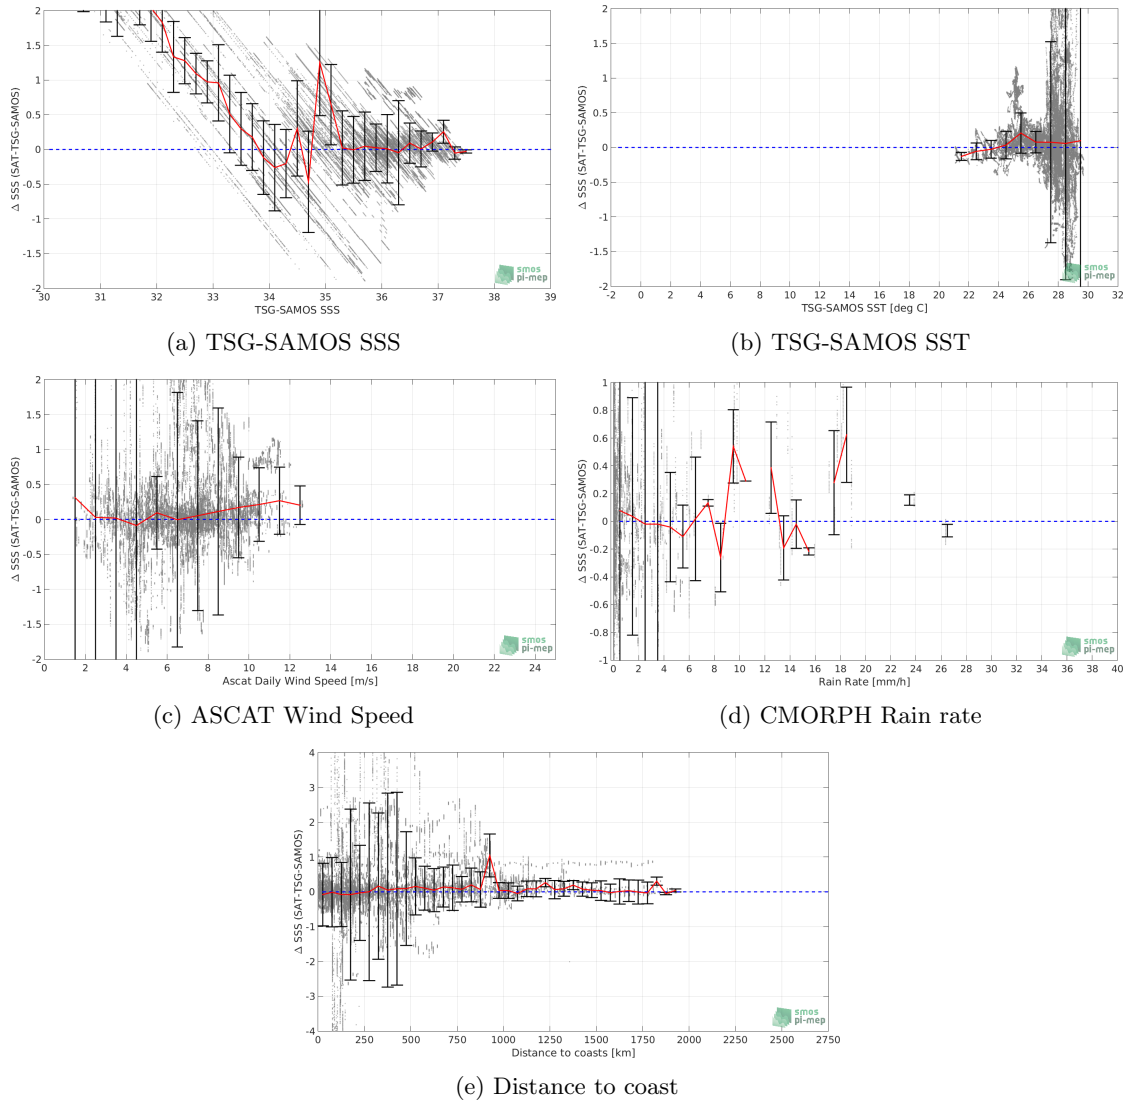 2
1.5
1
0.5
0
-0.5
-1
-1.5
-2
Δ SSS (SAT-TSG-SAMOS)
30 31 32 33 34 35 36 37 38 39
TSG-SAMOS SSS
smos
pi-mep
(a) TSG-SAMOS SSS
2
1.5
1
0.5
0
-0.5
-1
-1.5
-2
Δ SSS (SAT-TSG-SAMOS)
-2 0 2 4 6 8 10 12 14 16 18 20 22 24 26 28 30 32
TSG-SAMOS SST [deg C]
smos
pi-mep
(b) TSG-SAMOS SST
2
1.5
1
0.5
0
-0.5
-1
-1.5
-2
Δ SSS (SAT-TSG-SAMOS)
0 2 4 6 8 10 12 14 16 18 20 22 24
Ascat Daily Wind Speed [m/s]
smos
pi-mep
(c) ASCAT Wind Speed
1
0.8
0.6
0.4
0.2
0
-0.2
-0.4
-0.6
-0.8
-1
Δ SSS (SAT-TSG-SAMOS)
0 2 4 6 8 10 12 14 16 18 20 22 24 26 28 30 32 34 36 38 40
Rain Rate [mm/h]
smos
pi-mep
(d) CMORPH Rain rate
4
3
2
1
0
-1
-2
-3
-4
Δ SSS (SAT-TSG-SAMOS)
0 250 500 750 1000 1250 1500 1750 2000 2250 2500 2750
Distance to coasts [km]
smos
pi-mep
(e) Distance to coast